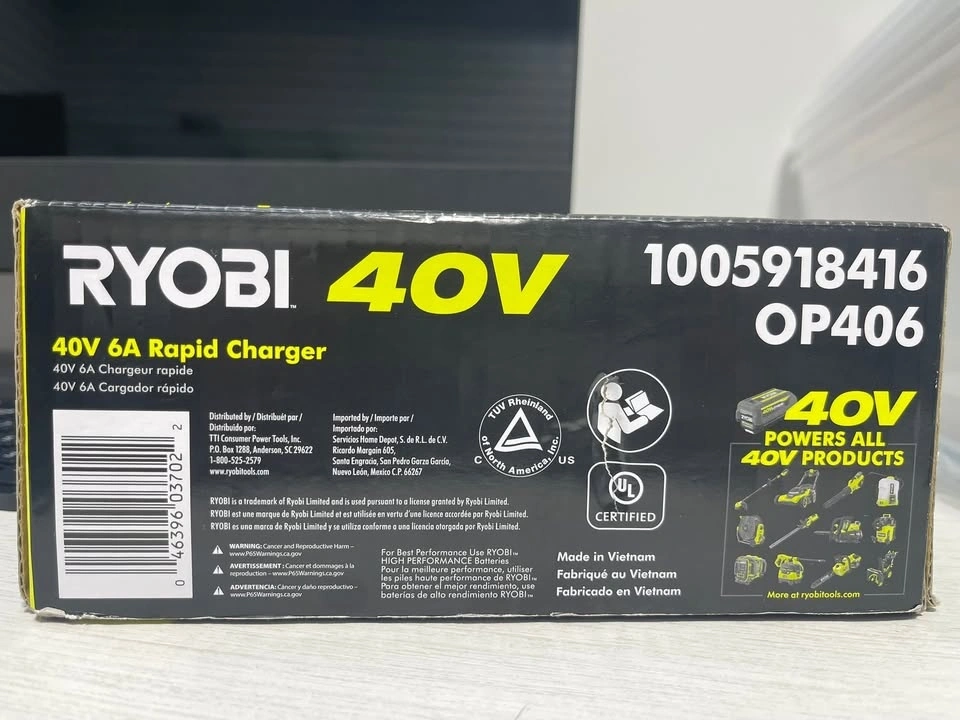 RYOBI™ 40V
1005918416
OP406
40V 6A Rapid Charger
40V 6A Chargeur rapide
40V 6A Cargador rápido
0 46396 03702 2
Distributed by / Distribuét par /
Distribuido por:
TTI Consumer Power Tools, Inc.
P.O. Box 1288, Anderson, SC 29622
1-800-525-2579
www.ryobitools.com
Imported by / Importe par /
Importado por:
Servicios Home Depot, S. de R.L. de C.V.
Ricardo Margain 605,
Santa Engracia, San Pedro Garza García,
Nuevo León, Mexico C.P. 66267
TÜV Rheinland
of North America, Inc.
C US
UL
CERTIFIED
40V
POWERS ALL
40V PRODUCTS
More at ryobitools.com
RYOBI is a trademark of Ryobi Limited and is used pursuant to a license granted by Ryobi Limited.
RYOBI est une marque de Ryobi Limited et est utilisée en vertu d'une licence accordée par Ryobi Limited.
RYOBI es una marca de Ryobi Limited y se utiliza conforme a una licencia otorgada por Ryobi Limited.
WARNING: Cancer and Reproductive Harm –
www.P65Warnings.ca.gov
AVERTISSEMENT : Cancer et dommages à la
reproduction – www.P65Warnings.ca.gov
ADVERTENCIA: Cáncer y daño reproductivo –
www.P65Warnings.ca.gov
For Best Performance Use RYOBI™
HIGH PERFORMANCE Batteries
Pour la meilleure performance, utiliser
les piles haute performance de RYOBI™
Para obtener el mejor rendimiento, use
baterías de alto rendimiento RYOBI™
Made in Vietnam
Fabriqué au Vietnam
Fabricado en Vietnam